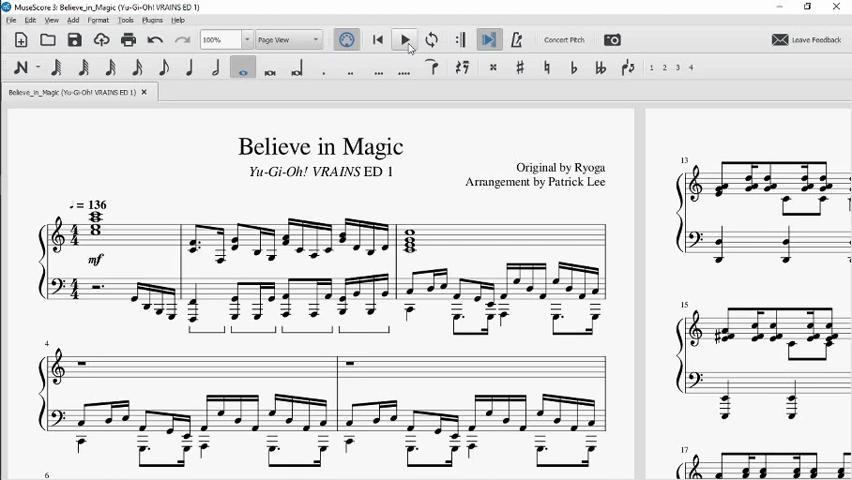 MuseScore 3: Believe_in_Magic (Yu-Gi-Oh! VRAINS ED 1)
File Edit View Add Format Tools Plugins Help
100% Page View Concert Pitch Leave Feedback
1 2 3 4
Believe_in_Magic (Yu-Gi-Oh! VRAINS ED 1)
Believe in Magic
Yu-Gi-Oh! VRAINS ED 1
Original by Ryoga
Arrangement by Patrick Lee
= 136
mf
4
6
13
15
17